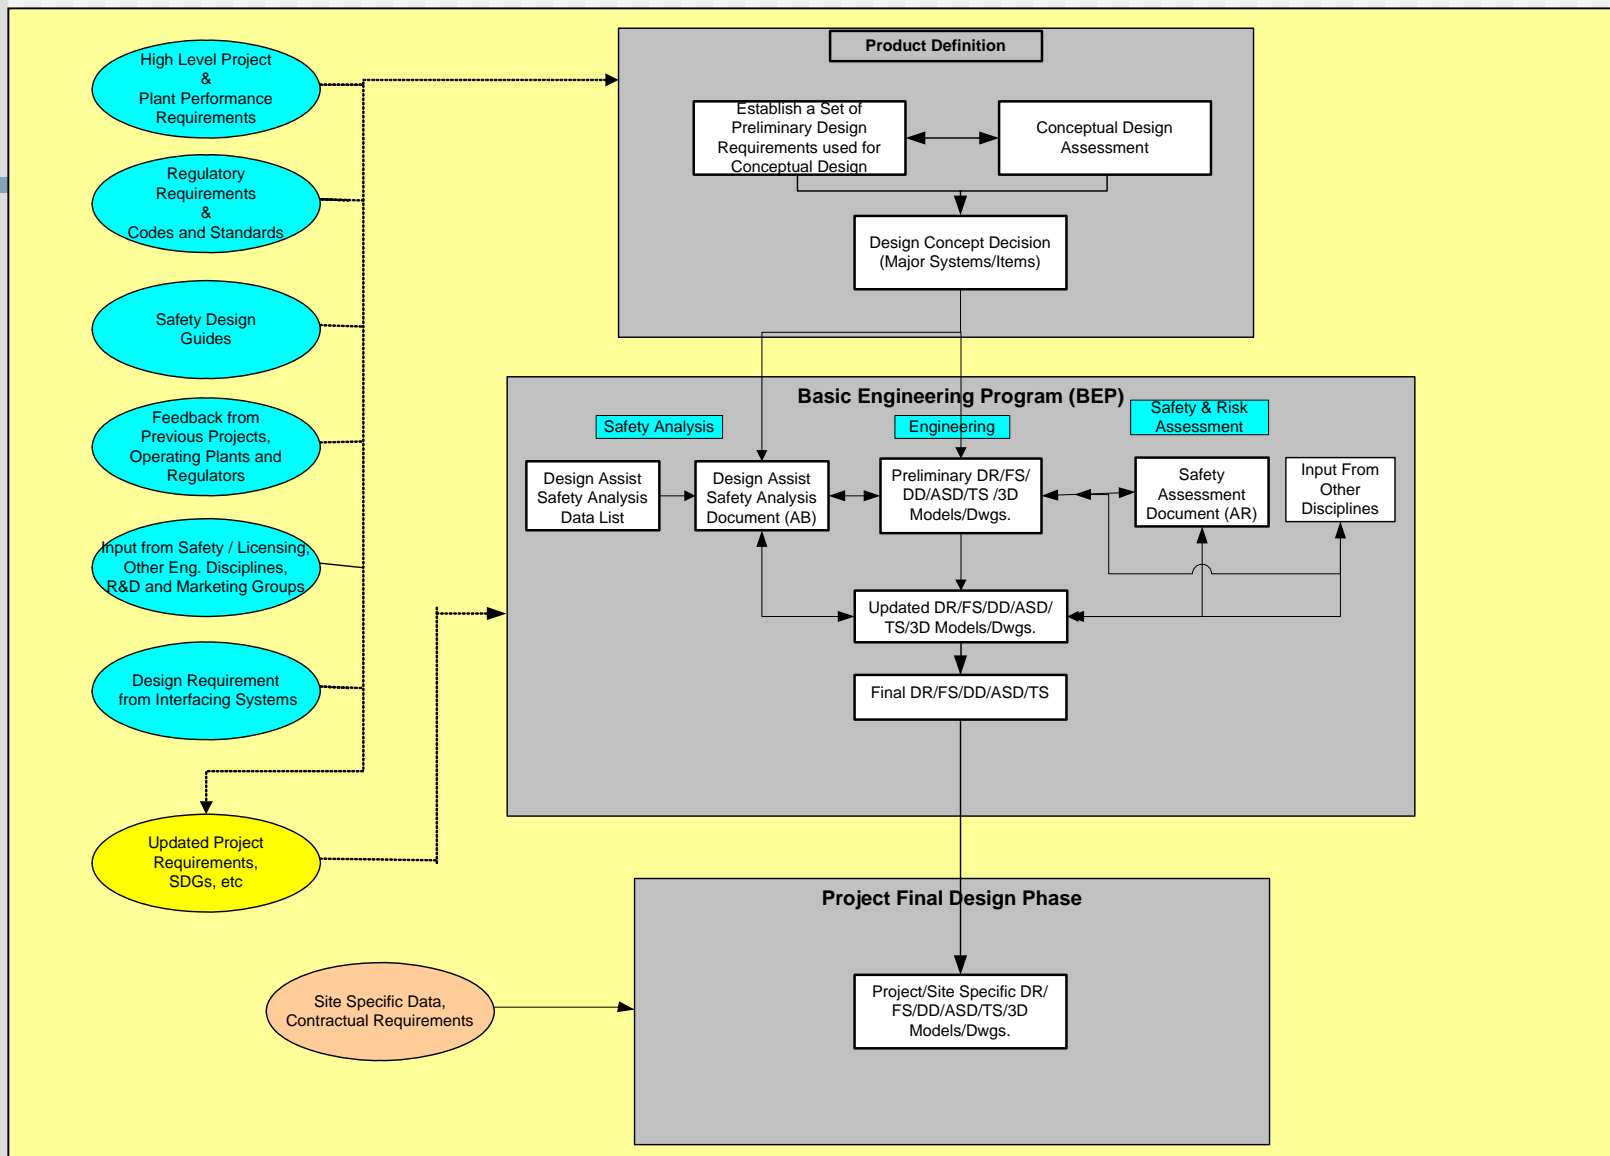 High Level Project
&
Plant Performance
Requirements
Regulatory
Requirements
&
Codes and Standards
Safety Design
Guides
Feedback from
Previous Projects,
Operating Plants and
Regulators
Input from Safety / Licensing,
Other Eng. Disciplines,
R&D and Marketing Groups
Design Requirement
from Interfacing Systems
Updated Project
Requirements,
SDGs, etc
Site Specific Data,
Contractual Requirements
Product Definition
Establish a Set of
Preliminary Design
Requirements used for
Conceptual Design
Conceptual Design
Assessment
Design Concept Decision
(Major Systems/Items)
Basic Engineering Program (BEP)
Safety Analysis
Engineering
Safety & Risk
Assessment
Design Assist
Safety Analysis
Data List
Design Assist
Safety Analysis
Document (AB)
Preliminary DR/FS/
DD/ASD/TS /3D
Models/Dwgs.
Safety
Assessment
Document (AR)
Input From
Other
Disciplines
Updated DR/FS/DD/ASD/
TS/3D Models/Dwgs.
Final DR/FS/DD/ASD/TS
Project Final Design Phase
Project/Site Specific DR/
FS/DD/ASD/TS/3D
Models/Dwgs.